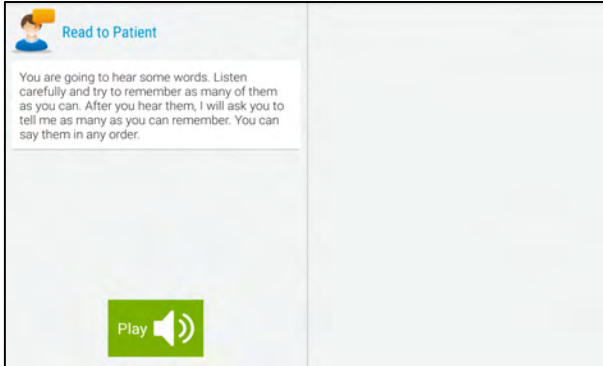 Read to Patient
You are going to hear some words. Listen
carefully and try to remember as many of them
as you can. After you hear them, I will ask you to
tell me as many as you can remember. You can
say them in any order.
Play